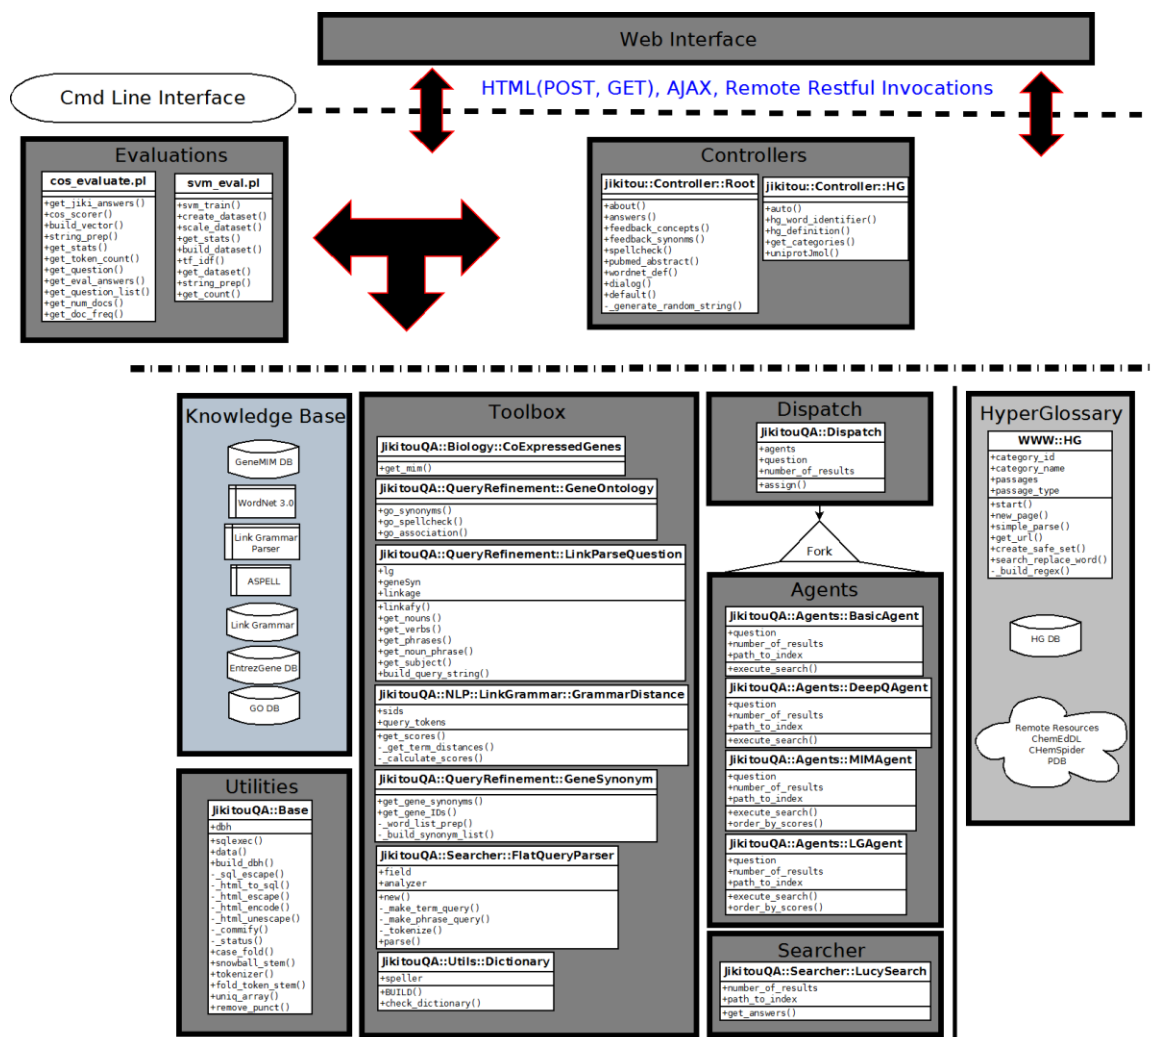 Web Interface
HTML(POST, GET), AJAX, Remote Restful Invocations
Cmd Line Interface
Evaluations
cos_evaluate.pl
+get_jiki_answers()
+cos_scorer()
+build_vector()
+string_prep()
+get_stats()
+get_token_count()
+get_question()
+get_eval_answers()
+get_question_list()
+get_num_docs()
+get_doc_freq()
svm_eval.pl
+svm_train()
+create_dataset()
+scale_dataset()
+get_stats()
+build_dataset()
+tf_idf()
+get_dataset()
+string_prep()
+get_count()
Controllers
jikitou::Controller::Root
+about()
+answers()
+feedback_concepts()
+feedback_synonms()
+spellcheck()
+pubmed_abstract()
+wordnet_def()
+dialog()
+default()
-_generate_random_string()
jikitou::Controller::HG
+auto()
+hg_word_identifier()
+hg_definition()
+get_categories()
+uniprotJmol()
Knowledge Base
GeneMIM DB
WordNet 3.0
Link Grammar
Parser
ASPELL
Link Grammar
EntrezGene DB
GO DB
Utilities
JikitouQA::Base
+dbh
+sqlexec()
+data()
+build_dbh()
-_sql_escape()
-_html_to_sql()
-_html_escape()
-_html_encode()
-_html_unescape()
-_commify()
-_status()
+case_fold()
+snowball_stem()
+tokenizer()
+fold_token_stem()
+uniq_array()
+remove_punct()
Toolbox
JikitouQA::Biology::CoExpressedGenes
+get_mim()
JikitouQA::QueryRefinement::GeneOntology
+go_synonyms()
+go_spellcheck()
+go_association()
JikitouQA::QueryRefinement::LinkParseQuestion
+lg
+geneSyn
+linkage
+linkafy()
+get_nouns()
+get_verbs()
+get_phrases()
+get_noun_phrase()
+get_subject()
+build_query_string()
JikitouQA::NLP::LinkGrammar::GrammarDistance
+sids
+query_tokens
+get_scores()
-_get_term_distances()
-_calculate_scores()
JikitouQA::QueryRefinement::GeneSynonym
+get_gene_synonyms()
+get_gene_IDs()
-_word_list_prep()
-_build_synonym_list()
JikitouQA::Searcher::FlatQueryParser
+field
+analyzer
+new()
-_make_term_query()
-_make_phrase_query()
-_tokenize()
+parse()
JikitouQA::Utils::Dictionary
+speller
+BUILD()
+check_dictionary()
Dispatch
JikitouQA::Dispatch
+agents
+question
+number_of_results
+assign()
Fork
Agents
JikitouQA::Agents::BasicAgent
+question
+number_of_results
+path_to_index
+execute_search()
JikitouQA::Agents::DeepQAgent
+question
+number_of_results
+path_to_index
+execute_search()
JikitouQA::Agents::MIMAgent
+question
+number_of_results
+path_to_index
+execute_search()
+order_by_scores()
JikitouQA::Agents::LGAgent
+question
+number_of_results
+path_to_index
+execute_search()
+order_by_scores()
Searcher
JikitouQA::Searcher::LucySearch
+number_of_results
+path_to_index
+get_answers()
HyperGlossary
WWW::HG
+category_id
+category_name
+passages
+passage_type
+start()
+new_page()
+simple_parse()
+get_url()
+create_safe_set()
+search_replace_word()
-_build_regex()
HG DB
Remote Resources
ChemEdDL
CHemSpider
PDB